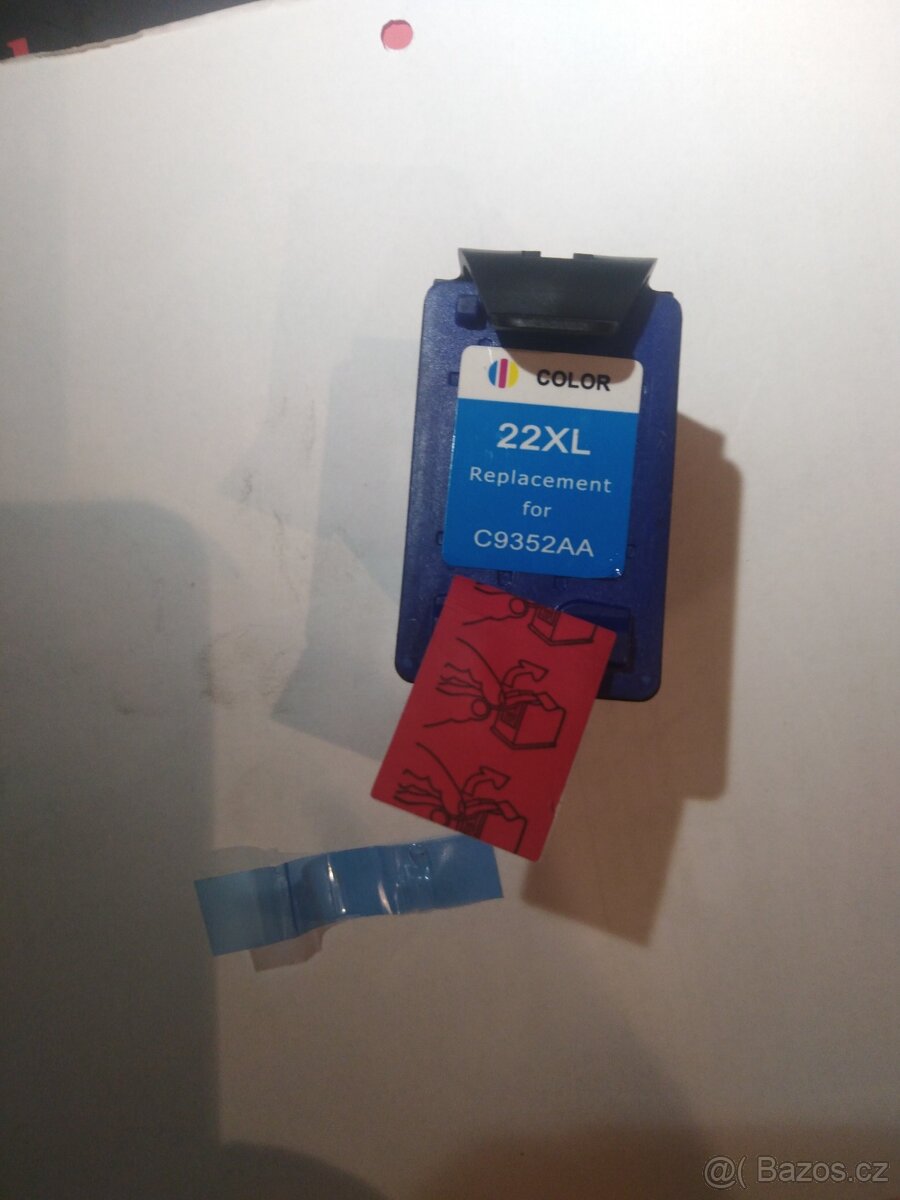 COLOR
22XL
Replacement
for
C9352AA
@( Bazos.cz